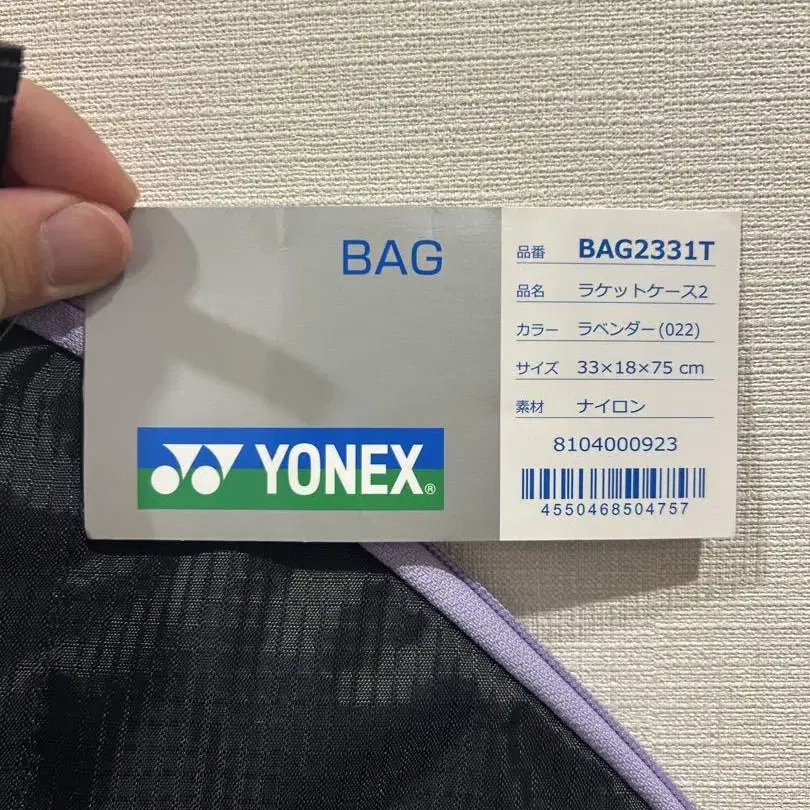 BAG
YONEX®
品番 BAG2331T
品名 ラケットケース2
カラー ラベンダー(022)
サイズ 33×18×75 cm
素材 ナイロン
8104000923
4550468504757